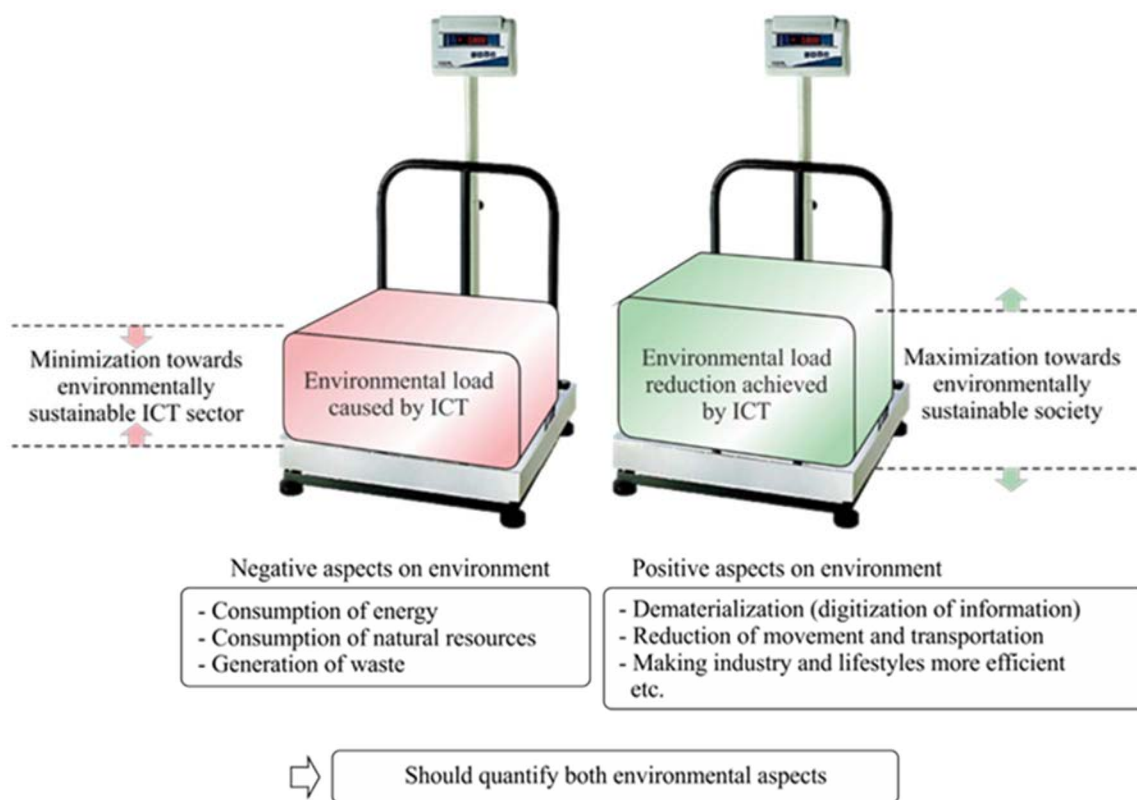 Minimization towards
environmentally
sustainable ICT sector
Environmental load
caused by ICT
Environmental load
reduction achieved
by ICT
Maximization towards
environmentally
sustainable society
Negative aspects on environment
- Consumption of energy
- Consumption of natural resources
- Generation of waste
Positive aspects on environment
- Dematerialization (digitization of information)
- Reduction of movement and transportation
- Making industry and lifestyles more efficient
etc.
Should quantify both environmental aspects